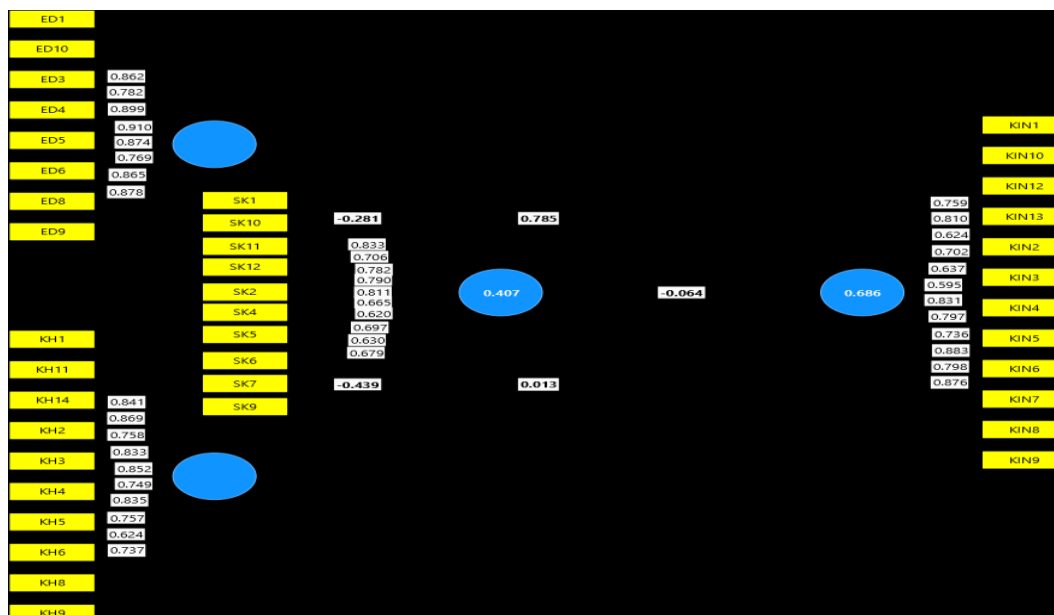 ED1
ED10
ED3
ED4
ED5
ED6
ED8
ED9
0.862
0.782
0.899
0.910
0.874
0.769
0.865
0.878
KH1
KH11
KH14
KH2
KH3
KH4
KH5
KH6
KH8
KH9
0.841
0.869
0.758
0.833
0.852
0.749
0.835
0.757
0.624
0.737
SK1
SK10
SK11
SK12
SK2
SK4
SK5
SK6
SK7
SK9
-0.281
0.833
0.706
0.782
0.790
0.811
0.665
0.620
0.697
0.630
0.679
-0.439
0.785
0.407
0.013
-0.064
0.686
0.759
0.810
0.624
0.702
0.637
0.595
0.831
0.797
0.736
0.883
0.798
0.876
KIN1
KIN10
KIN12
KIN13
KIN2
KIN3
KIN4
KIN5
KIN6
KIN7
KIN8
KIN9